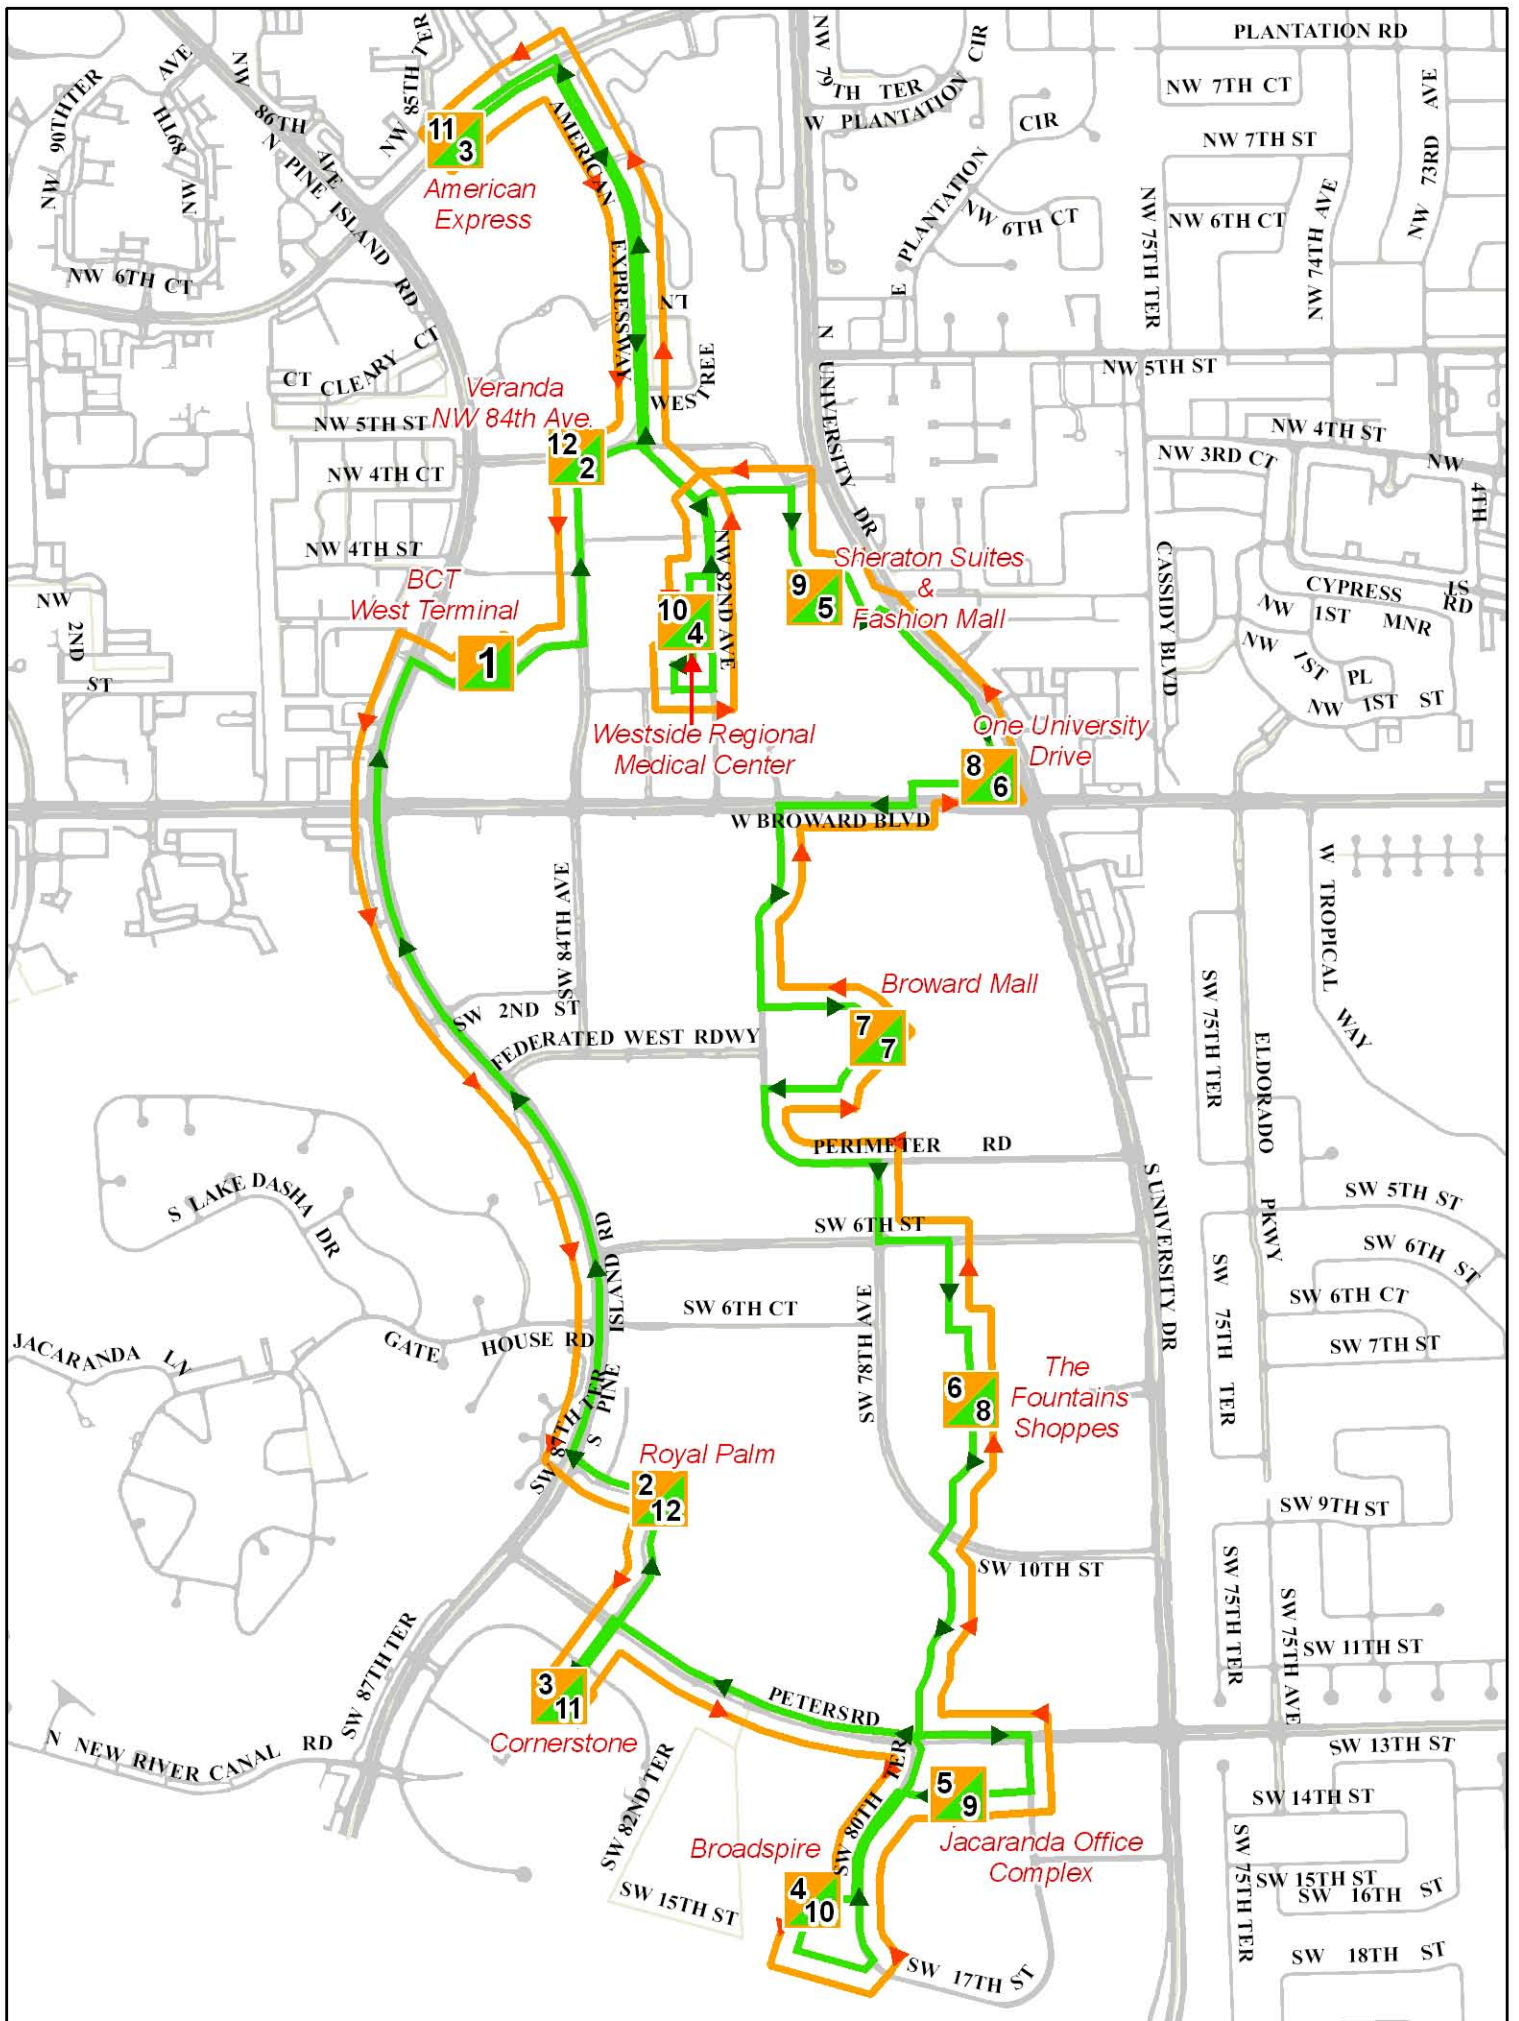 PLANTATION RD
NW 79TH TER
W PLANTATION CIR
NW 7TH CT
NW 85TH TER
NW 90THTER
NW 89TH AVE
NW 86TH AVE
N PINE ISLAND RD
CIR
NW 7TH ST
NW 73RD AVE
11
3
American
Express
AMERICAN EXPRESSWAY
E PLANTATION
NW 6TH CT
NW 75TH TER
NW 6TH CT
NW 74TH AVE
NW 6TH CT
WESTREE LN
N UNIVERSITY DR
CT CLEARY CT
NW 5TH ST
Veranda
NW 84th Ave.
NW 5TH ST
12
2
NW 4TH ST
NW 4TH CT
NW 3RD CT
NW 4TH ST
NW 4TH ST
BCT
West Terminal
1
NW 82ND AVE
Sheraton Suites
&
Fashion Mall
9
5
10
4
CASSIDY BLVD
CYPRESS RD
NW 1ST MNR
NW 1ST PL
NW 1ST ST
NW 2ND ST
Westside Regional
Medical Center
One University
Drive
8
6
W BROWARD BLVD
W TROPICAL WAY
SW 84TH AVE
Broward Mall
7
7
SW 2ND ST
FEDERATED WEST RDWY
SW 75TH TER
ELDORADO PKWY
PERIMETER RD
S LAKE DASHA DR
S UNIVERSITY DR
SW 5TH ST
SW 6TH ST
SW 6TH ST
S PINE ISLAND RD
SW 6TH CT
SW 6TH CT
SW 75TH TER
GATE HOUSE RD
JACARANDA LN
SW 7TH ST
SW 78TH AVE
The
Fountains
Shoppes
6
8
SW 87TH TER
Royal Palm
2
12
SW 9TH ST
SW 10TH ST
SW 75TH TER
SW 75TH AVE
SW 11TH ST
SW 87TH TER
3
11
Cornerstone
PETERSRD
N NEW RIVER CANAL RD
SW 13TH ST
SW 82ND TER
SW 80TH TER
5
9
Jacaranda Office
Complex
SW 14TH ST
Broadspire
4
10
SW 75TH TER
SW 15TH ST
SW 15TH ST
SW 16TH ST
SW 17TH ST
SW 18TH ST